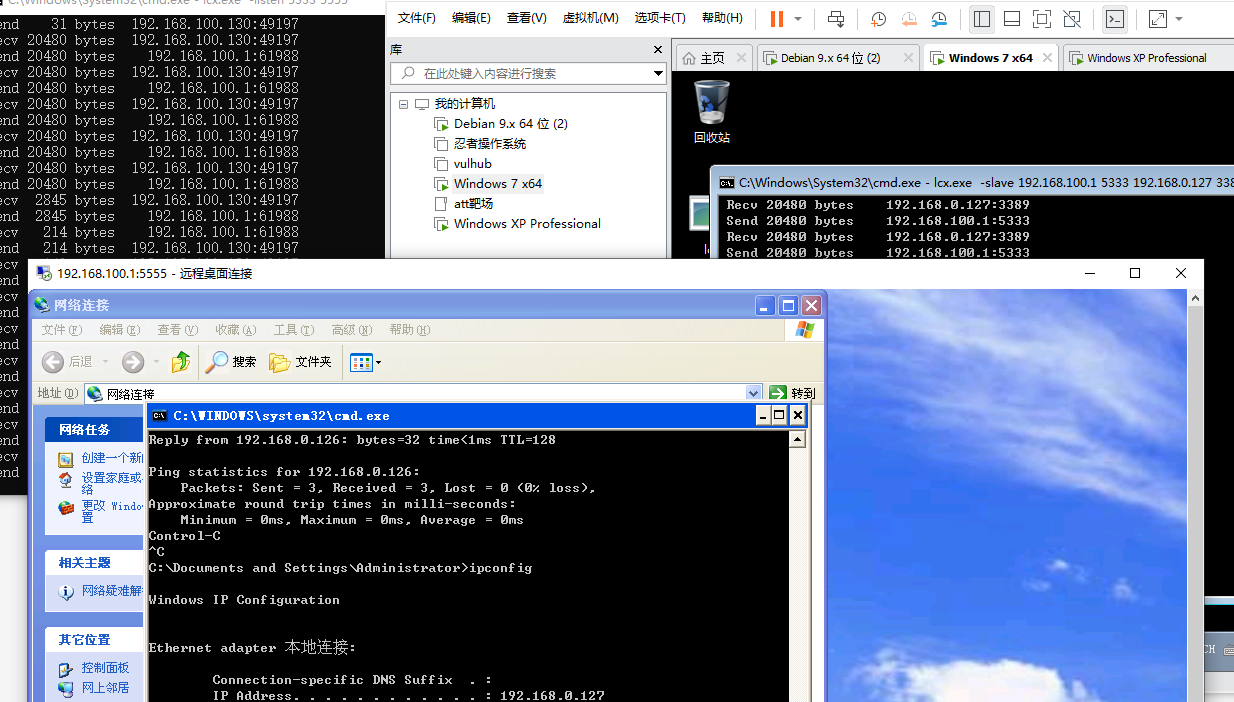 C:\Windows\System32\cmd.exe - lcx.exe -listen 5333 5555
end 31 bytes 192.168.100.130:49197
ecv 20480 bytes 192.168.100.130:49197
end 20480 bytes 192.168.100.1:61988
ecv 20480 bytes 192.168.100.130:49197
end 20480 bytes 192.168.100.1:61988
ecv 20480 bytes 192.168.100.130:49197
end 20480 bytes 192.168.100.1:61988
ecv 20480 bytes 192.168.100.130:49197
end 20480 bytes 192.168.100.1:61988
ecv 20480 bytes 192.168.100.130:49197
end 20480 bytes 192.168.100.1:61988
ecv 2845 bytes 192.168.100.130:49197
end 2845 bytes 192.168.100.1:61988
ecv 214 bytes 192.168.100.1:61988
end 214 bytes 192.168.100.130:49197
ecv
end
ecv
end
ecv
end
ecv
end
ecv
end
ecv
end
ecv
end
文件(F) 编辑(E) 查看(V) 虚拟机(M) 选项卡(T) 帮助(H)
库
在此处键入内容进行搜索
我的计算机
Debian 9.x 64 位 (2)
忍者操作系统
vulhub
Windows 7 x64
att靶场
Windows XP Professional
主页 Debian 9.x 64 位 (2) Windows 7 x64 Windows XP Professional
回收站
C:\Windows\System32\cmd.exe - lcx.exe -slave 192.168.100.1 5333 192.168.0.127 338
Recv 20480 bytes 192.168.0.127:3389
Send 20480 bytes 192.168.100.1:5333
Recv 20480 bytes 192.168.0.127:3389
Send 20480 bytes 192.168.100.1:5333
CH
192.168.100.1:5555 - 远程桌面连接
网络连接
文件(F) 编辑(E) 查看(V) 收藏(A) 工具(T) 高级(N) 帮助(H)
后退 搜索 文件夹
地址(D) 网络连接 转到
网络任务
创建一个新
设置家庭或
络
更改 Windo
置
相关主题
网络疑难解
其它位置
控制面板
网上邻居
C:\WINDOWS\system32\cmd.exe
Reply from 192.168.0.126: bytes=32 time<1ms TTL=128
Ping statistics for 192.168.0.126:
Packets: Sent = 3, Received = 3, Lost = 0 (0% loss),
Approximate round trip times in milli-seconds:
Minimum = 0ms, Maximum = 0ms, Average = 0ms
Control-C
^C
C:\Documents and Settings\Administrator>ipconfig
Windows IP Configuration
Ethernet adapter 本地连接:
Connection-specific DNS Suffix . :
IP Address. . . . . . . . . . . . : 192.168.0.127